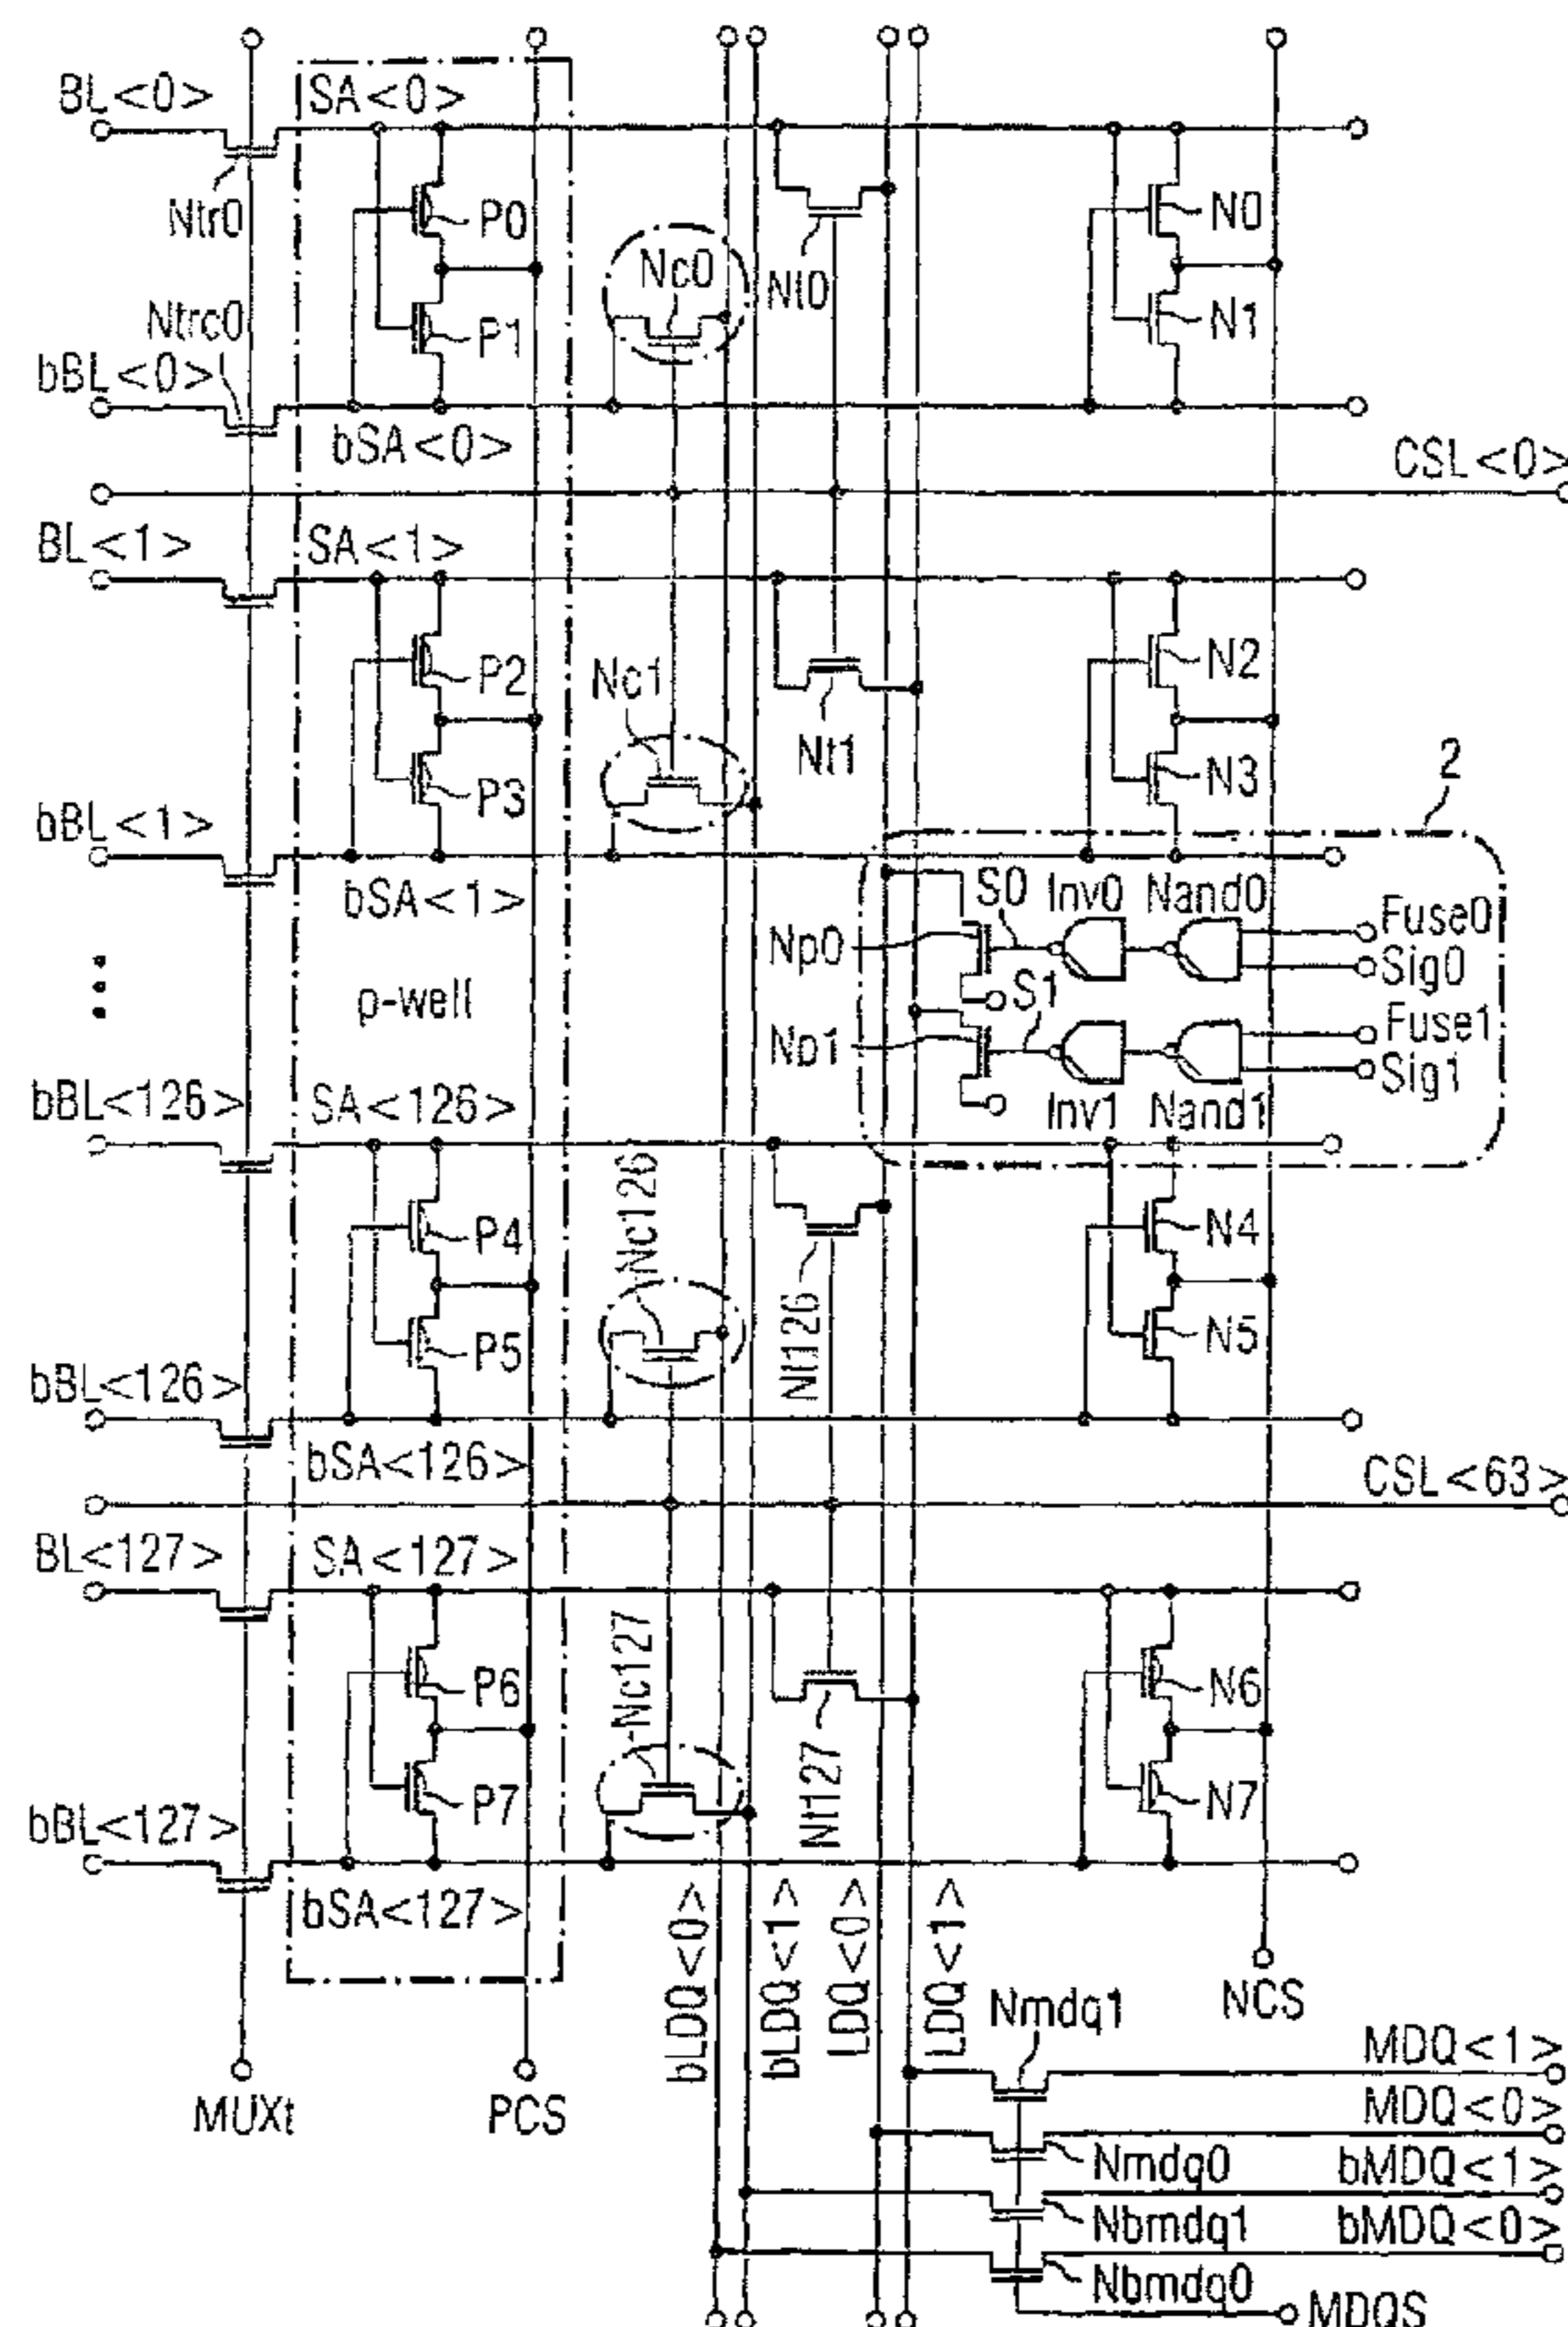 BL<0>
SA<0>
Ntr0
P0
Nc0
Nt0
N0
Ntrc0
P1
N1
bBL<0>
bSA<0>
CSL<0>
BL<1>
SA<1>
P2
N2
Nc1
Nt1
P3
N3
2
bBL<1>
bSA<1>
S0
Inv0
Nand0
Fuse0
Np0
Sig0
p-well
S1
Fuse1
Np1
Sig1
Inv1
Nand1
bBL<126>
SA<126>
Nc126
P4
N4
Nt126
P5
N5
bBL<126>
bSA<126>
CSL<63>
BL<127>
SA<127>
Nc127
P6
N6
Nt127
P7
N7
bBL<127>
bSA<127>
bLDQ<0>
bLDQ<1>
LDQ<0>
LDQ<1>
NCS
Nmdq1
MDQ<1>
MUXt
PCS
MDQ<0>
Nmdq0
bMDQ<1>
Nbmdq1
bMDQ<0>
Nbmdq0
MDQS